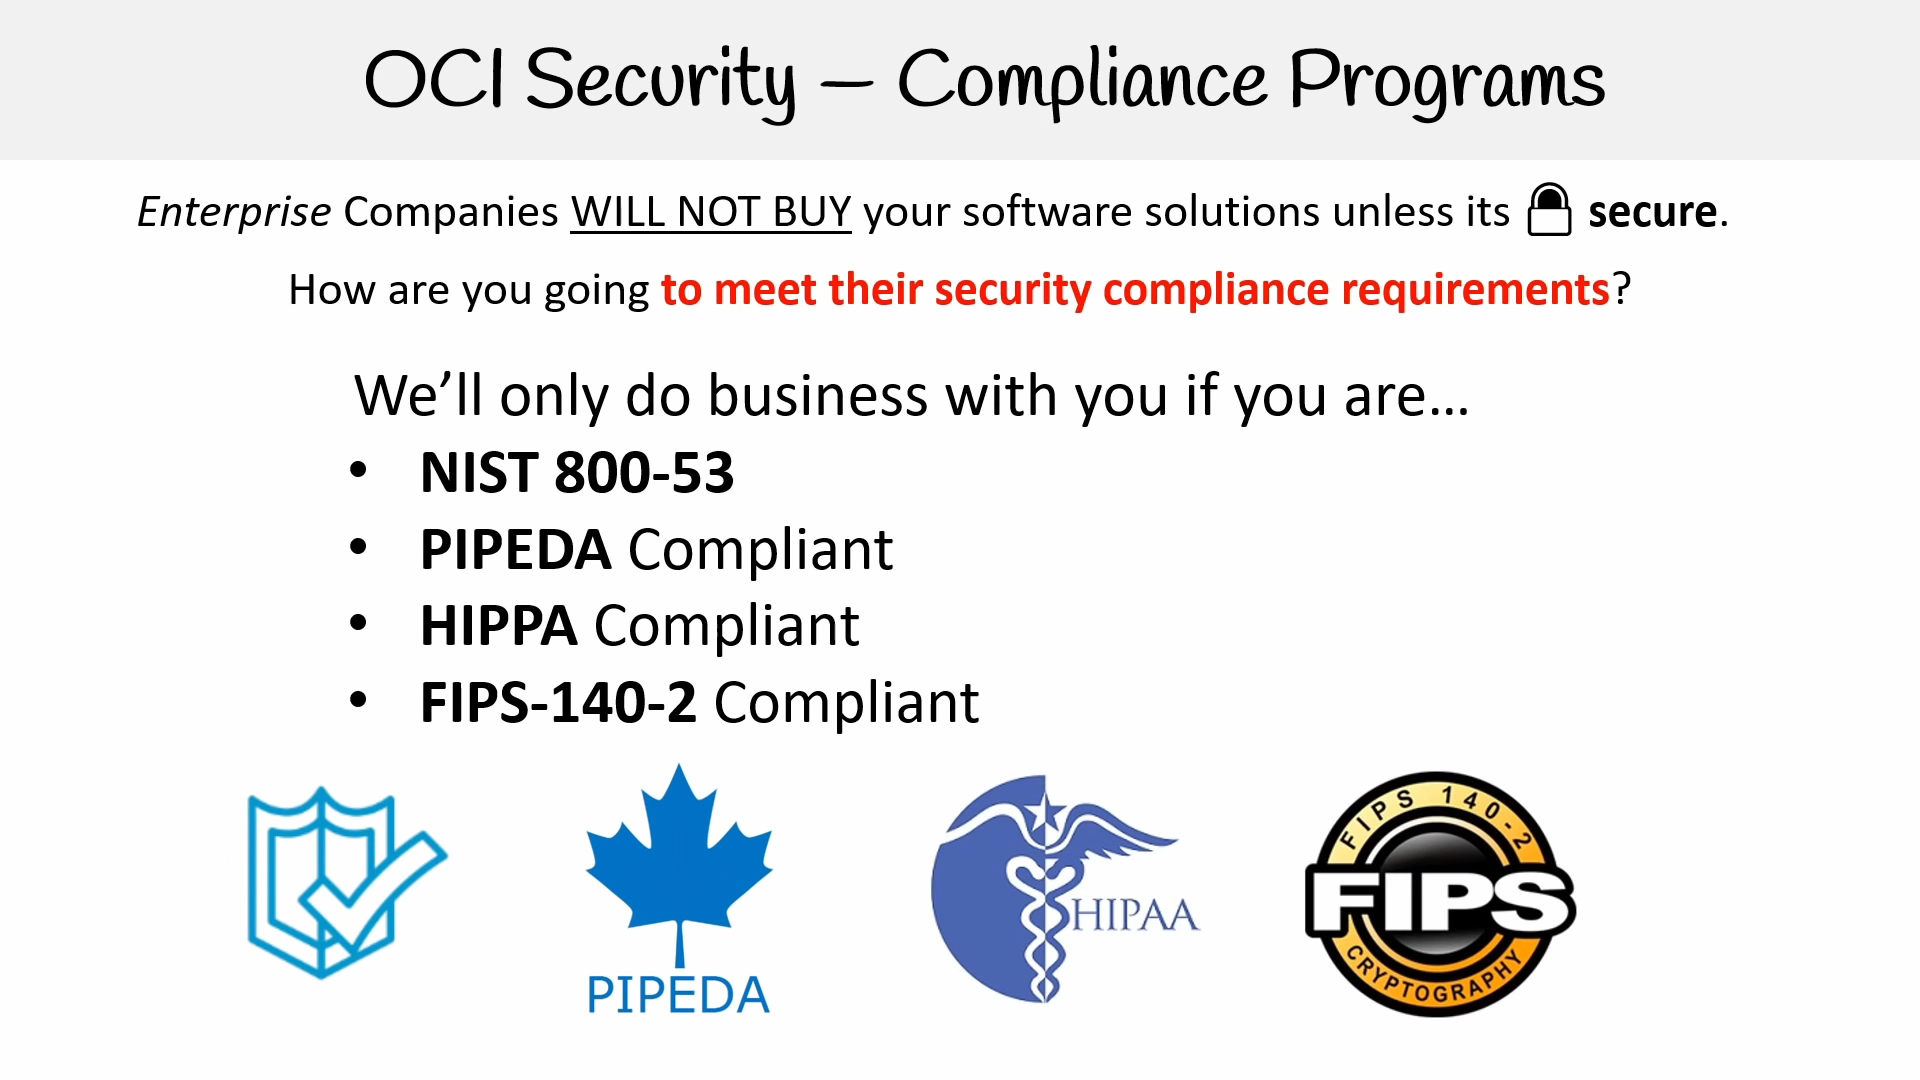 OCI Security – Compliance Programs
Enterprise Companies WILL NOT BUY your software solutions unless its secure.
How are you going to meet their security compliance requirements?
We’ll only do business with you if you are…
• NIST 800-53
• PIPEDA Compliant
• HIPPA Compliant
• FIPS-140-2 Compliant
PIPEDA
HIPAA
FIPS 140-2
FIPS
CRYPTOGRAPHY